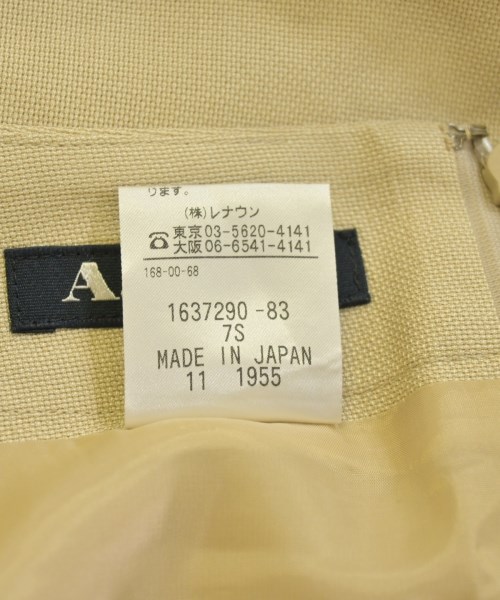 ります。
(株)レナウン
☎東京03-5620-4141
大阪06-6541-4141
168-00-68
A
1637290 -83
7S
MADE IN JAPAN
11 1955